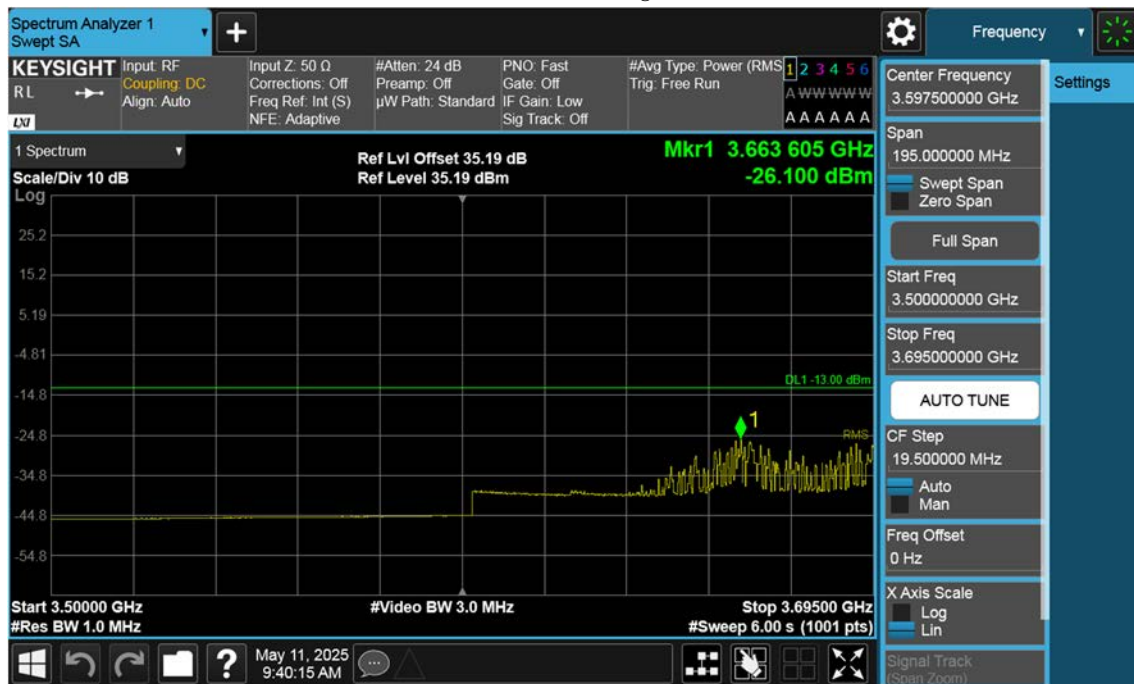 Spectrum Analyzer 1
Swept SA
Frequency
KEYSIGHT
RL
LXI
Input: RF
Coupling: DC
Align: Auto
Input Z: 50 Ω
Corrections: Off
Freq Ref: Int (S)
NFE: Adaptive
#Atten: 24 dB
Preamp: Off
µW Path: Standard
PNO: Fast
Gate: Off
IF Gain: Low
Sig Track: Off
#Avg Type: Power (RMS
Trig: Free Run
1 2 3 4 5 6
A W W W W W
A A A A A A
1 Spectrum
Scale/Div 10 dB
Ref Lvl Offset 35.19 dB
Ref Level 35.19 dBm
Mkr1 3.663 605 GHz
-26.100 dBm
Log
25.2
15.2
5.19
-4.81
-14.8
-24.8
-34.8
-44.8
-54.8
DL1 -13.00 dBm
1
RMS
Start 3.50000 GHz
#Res BW 1.0 MHz
#Video BW 3.0 MHz
Stop 3.69500 GHz
#Sweep 6.00 s (1001 pts)
Center Frequency
3.597500000 GHz
Settings
Span
195.000000 MHz
Swept Span
Zero Span
Full Span
Start Freq
3.500000000 GHz
Stop Freq
3.695000000 GHz
AUTO TUNE
CF Step
19.500000 MHz
Auto
Man
Freq Offset
0 Hz
X Axis Scale
Log
Lin
Signal Track
(Span Zoom)
?
May 11, 2025
9:40:15 AM